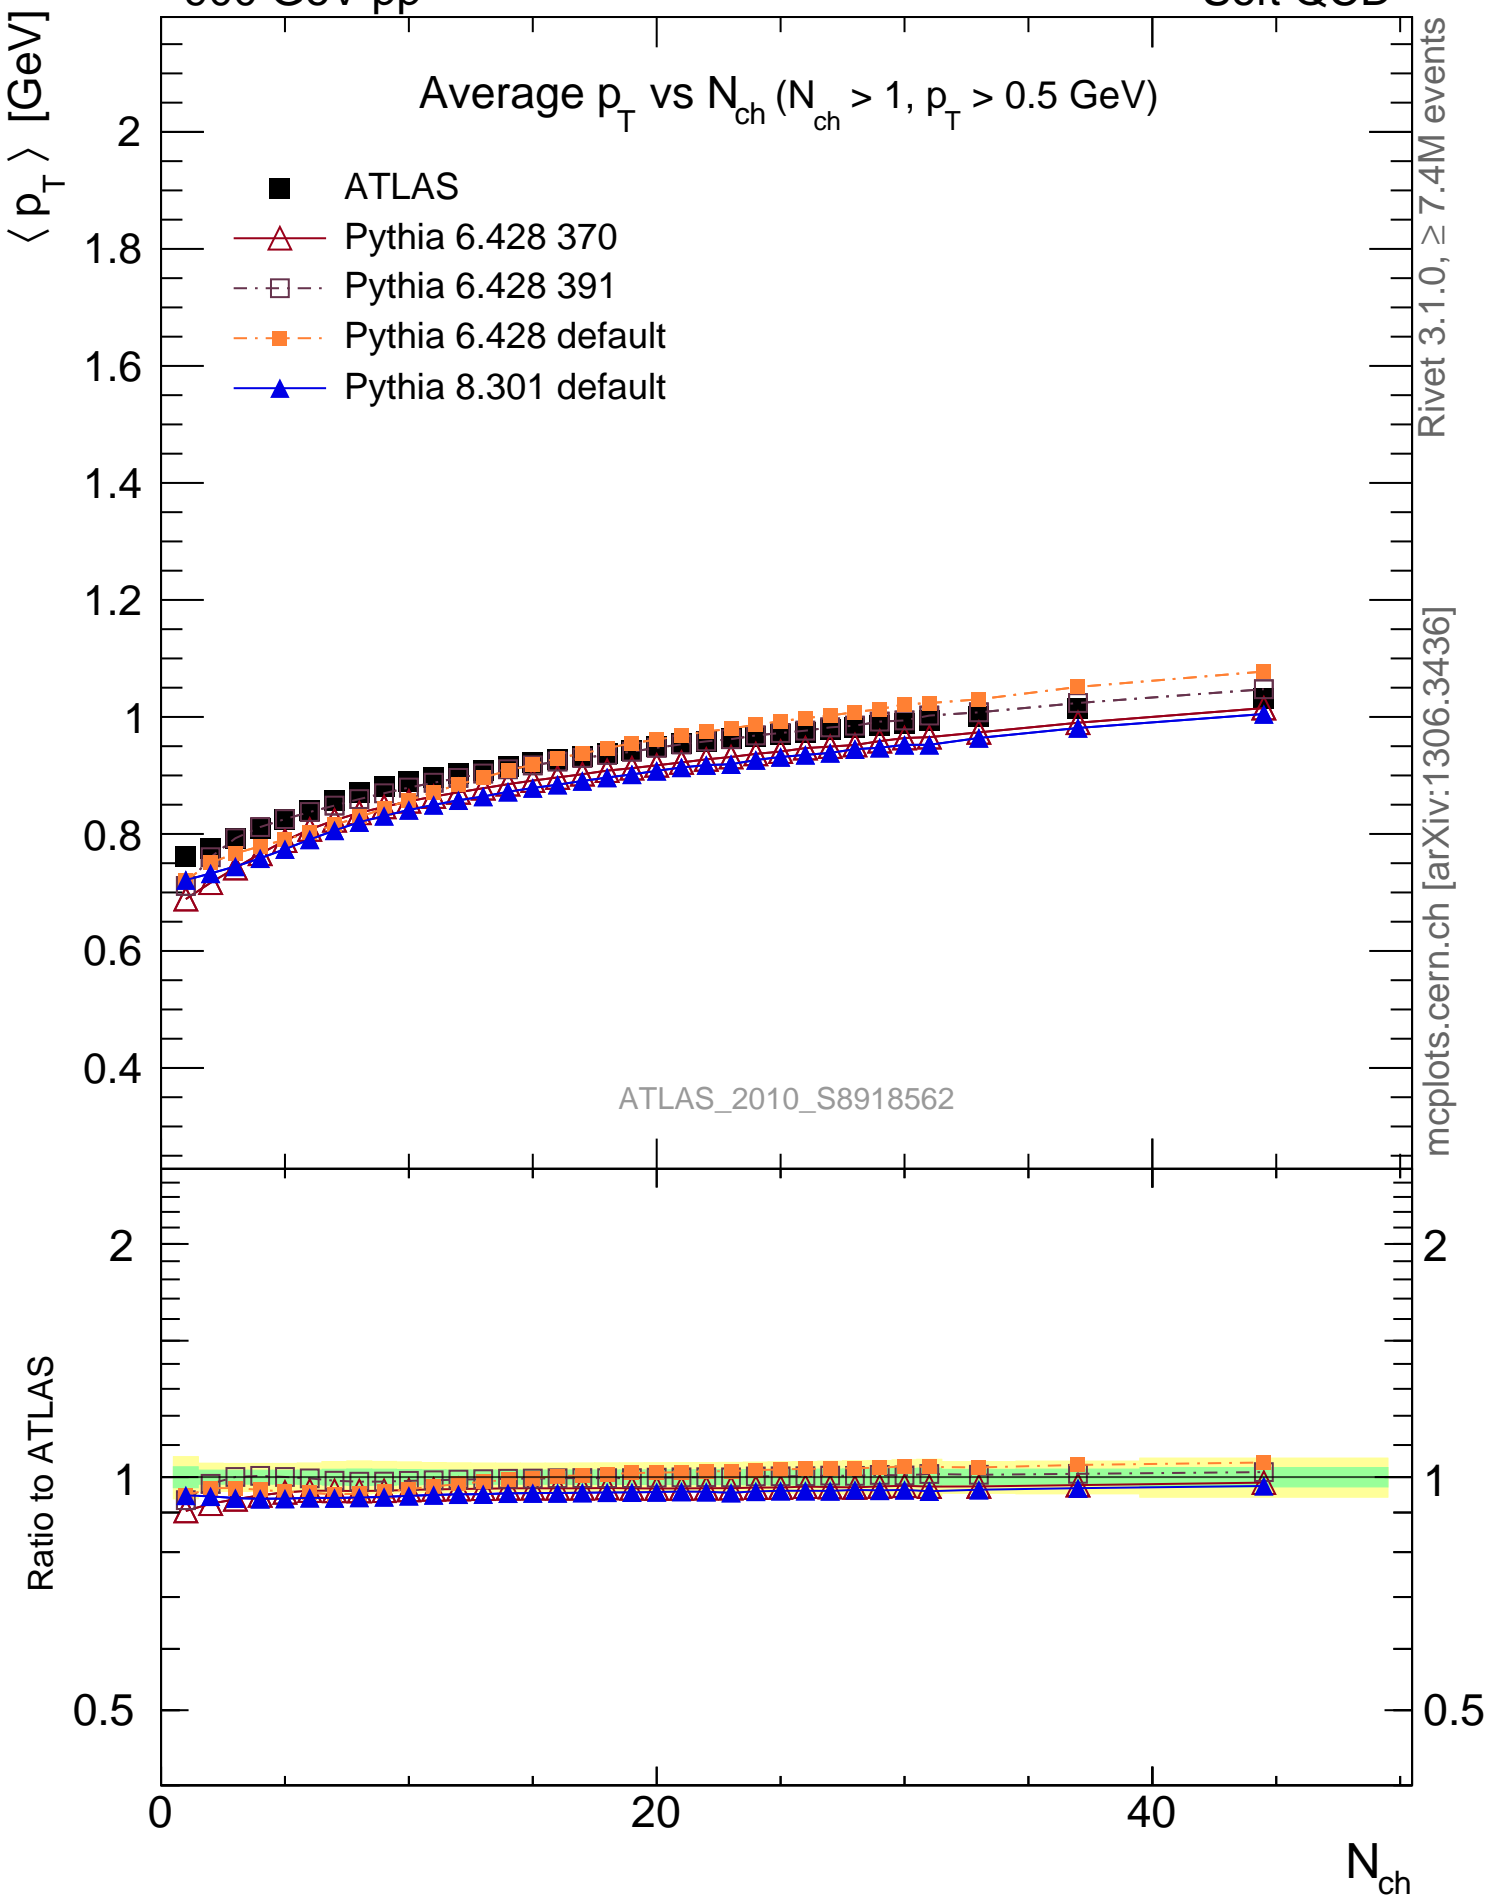 ⟨ p_T ⟩ [GeV]
Average p_T vs N_ch (N_ch > 1, p_T > 0.5 GeV)
ATLAS
Pythia 6.428 370
Pythia 6.428 391
Pythia 6.428 default
Pythia 8.301 default
2
1.8
1.6
1.4
1.2
1
0.8
0.6
0.4
ATLAS_2010_S8918562
Rivet 3.1.0, ≥ 7.4M events
mcplots.cern.ch [arXiv:1306.3436]
Ratio to ATLAS
2
1
0.5
2
1
0.5
0
20
40
N_ch